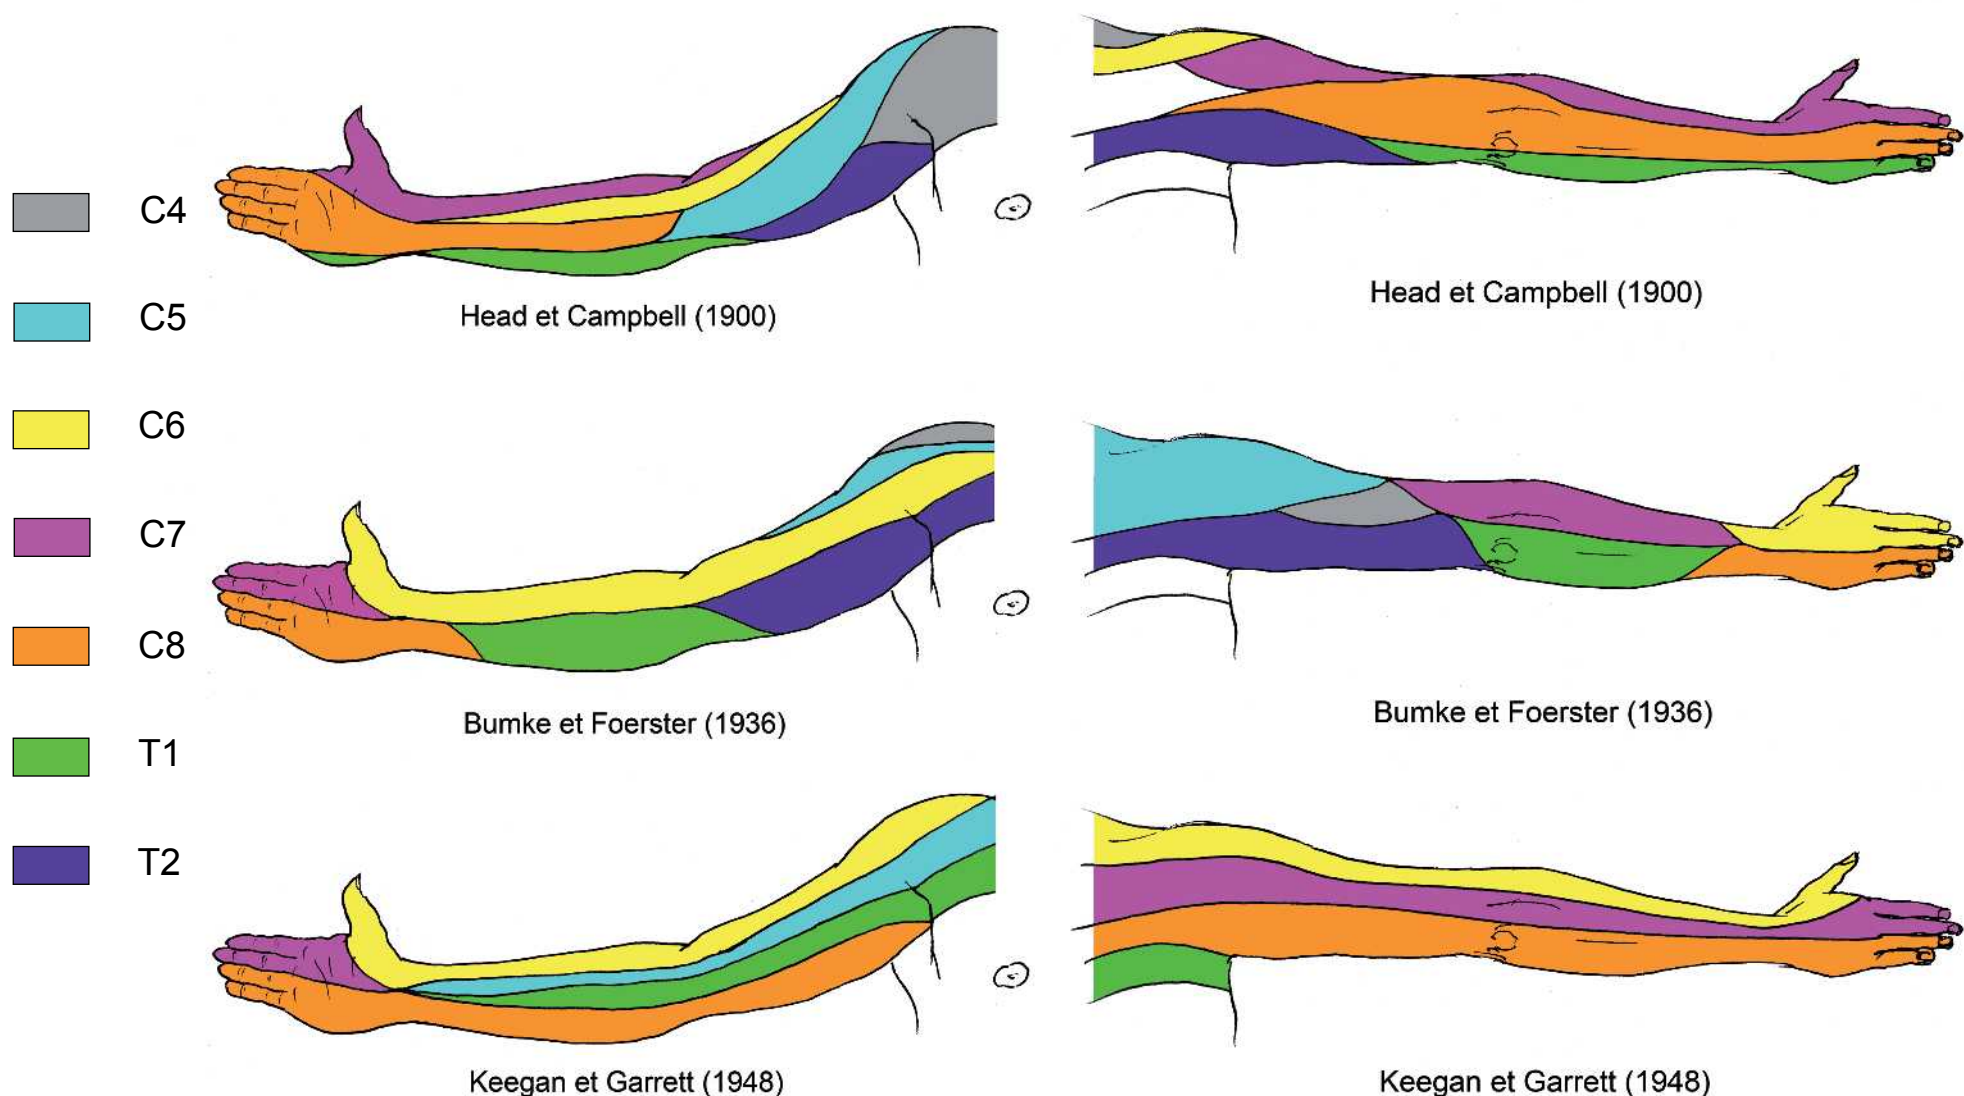 C4
C5
C6
C7
C8
T1
T2
Head et Campbell (1900)
Head et Campbell (1900)
Bumke et Foerster (1936)
Bumke et Foerster (1936)
Keegan et Garrett (1948)
Keegan et Garrett (1948)